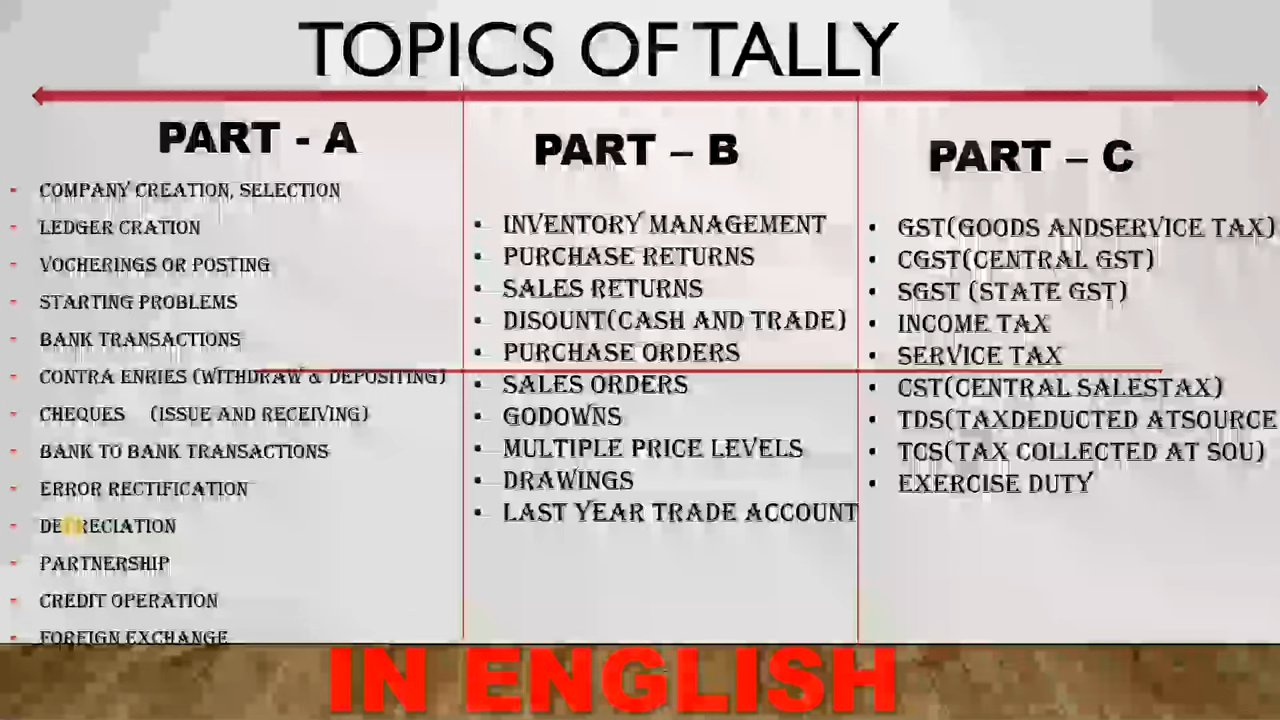 TOPICS OF TALLY
PART - A
- COMPANY CREATION, SELECTION
- LEDGER CRATION
- VOCHERINGS OR POSTING
- STARTING PROBLEMS
- BANK TRANSACTIONS
- CONTRA ENRIES (WITHDRAW & DEPOSITING)
- CHEQUES (ISSUE AND RECEIVING)
- BANK TO BANK TRANSACTIONS
- ERROR RECTIFICATION
- DEPRECIATION
- PARTNERSHIP
- CREDIT OPERATION
- FOREIGN EXCHANGE
PART – B
• INVENTORY MANAGEMENT
• PURCHASE RETURNS
• SALES RETURNS
• DISOUNT(CASH AND TRADE)
• PURCHASE ORDERS
• SALES ORDERS
• GODOWNS
• MULTIPLE PRICE LEVELS
• DRAWINGS
• LAST YEAR TRADE ACCOUNT
PART – C
• GST(GOODS ANDSERVICE TAX)
• CGST(CENTRAL GST)
• SGST (STATE GST)
• INCOME TAX
• SERVICE TAX
• CST(CENTRAL SALESTAX)
• TDS(TAXDEDUCTED ATSOURCE
• TCS(TAX COLLECTED AT SOU)
• EXERCISE DUTY
IN ENGLISH